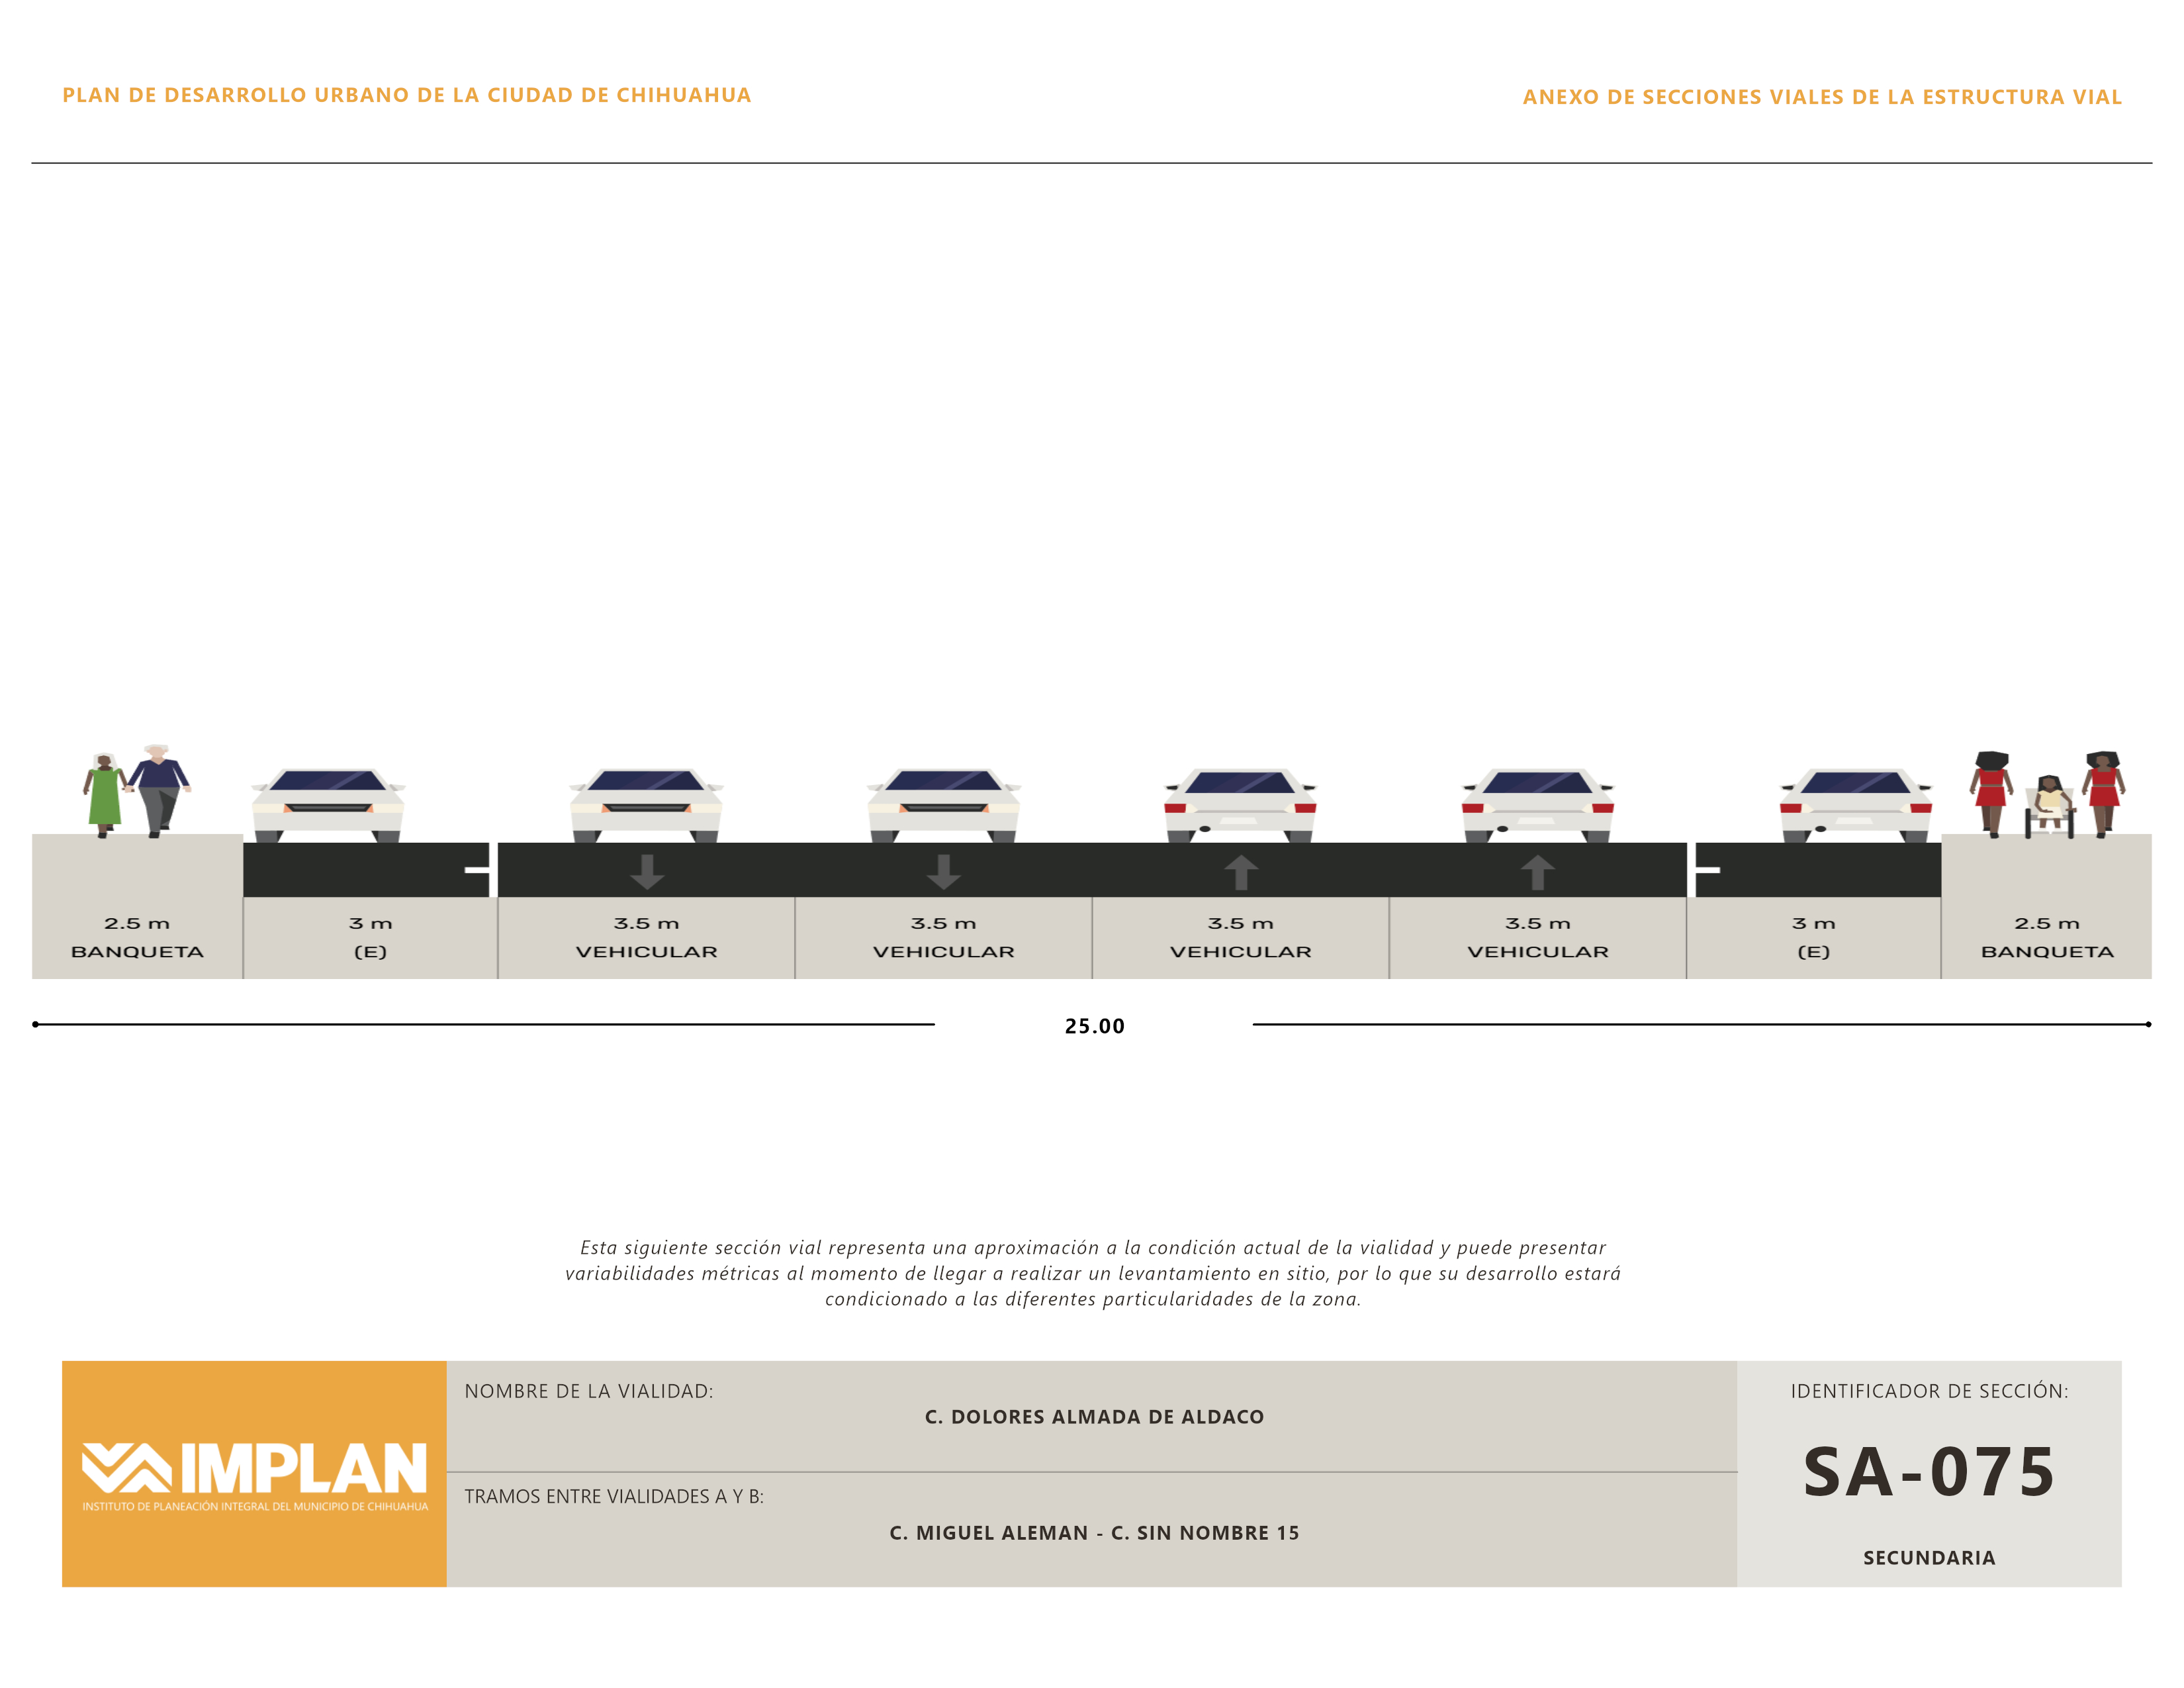 PLAN DE DESARROLLO URBANO DE LA CIUDAD DE CHIHUAHUA
ANEXO DE SECCIONES VIALES DE LA ESTRUCTURA VIAL
2.5 m
BANQUETA
3 m
(E)
3.5 m
VEHICULAR
3.5 m
VEHICULAR
3.5 m
VEHICULAR
3.5 m
VEHICULAR
3 m
(E)
2.5 m
BANQUETA
25.00
Esta siguiente sección vial representa una aproximación a la condición actual de la vialidad y puede presentar
variabilidades métricas al momento de llegar a realizar un levantamiento en sitio, por lo que su desarrollo estará
condicionado a las diferentes particularidades de la zona.
IMPLAN
INSTITUTO DE PLANEACIÓN INTEGRAL DEL MUNICIPIO DE CHIHUAHUA
NOMBRE DE LA VIALIDAD:
C. DOLORES ALMADA DE ALDACO
TRAMOS ENTRE VIALIDADES A Y B:
C. MIGUEL ALEMAN - C. SIN NOMBRE 15
IDENTIFICADOR DE SECCIÓN:
SA-075
SECUNDARIA